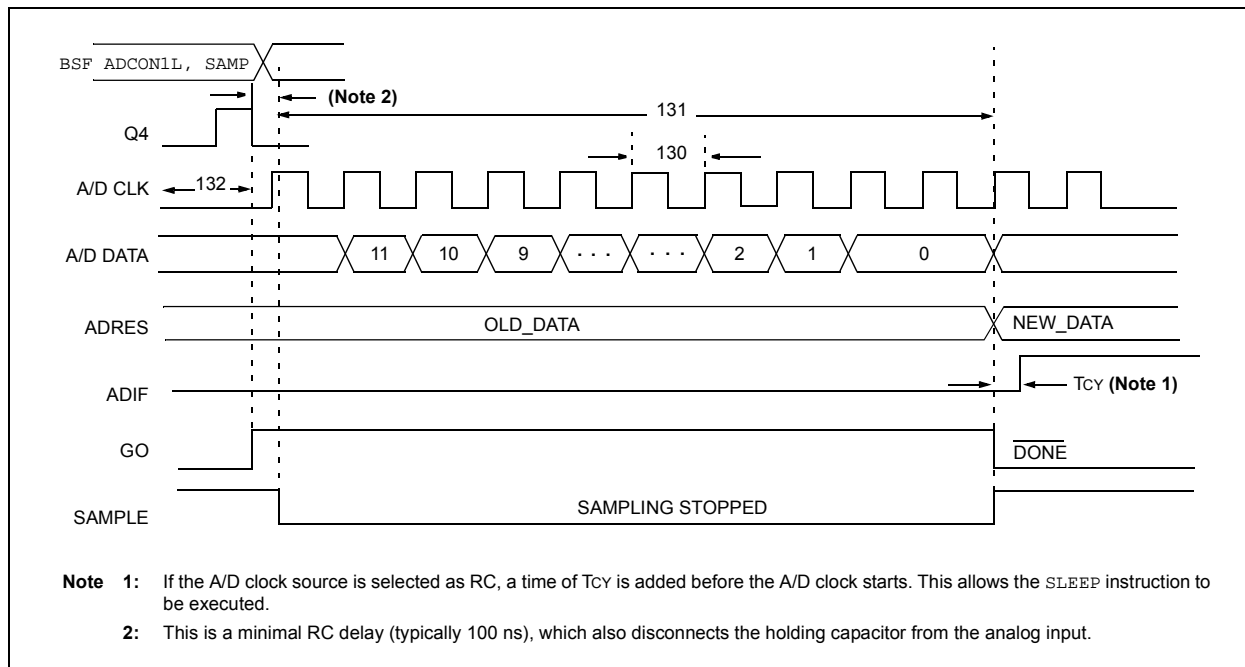 BSF ADCON1L, SAMP
(Note 2)
131
Q4
130
A/D CLK
132
A/D DATA
11 10 9 . . . . . . 2 1 0
ADRES
OLD_DATA
NEW_DATA
ADIF
TCY (Note 1)
GO
DONE
SAMPLE
SAMPLING STOPPED
Note 1: If the A/D clock source is selected as RC, a time of TCY is added before the A/D clock starts. This allows the SLEEP instruction to
be executed.
2: This is a minimal RC delay (typically 100 ns), which also disconnects the holding capacitor from the analog input.